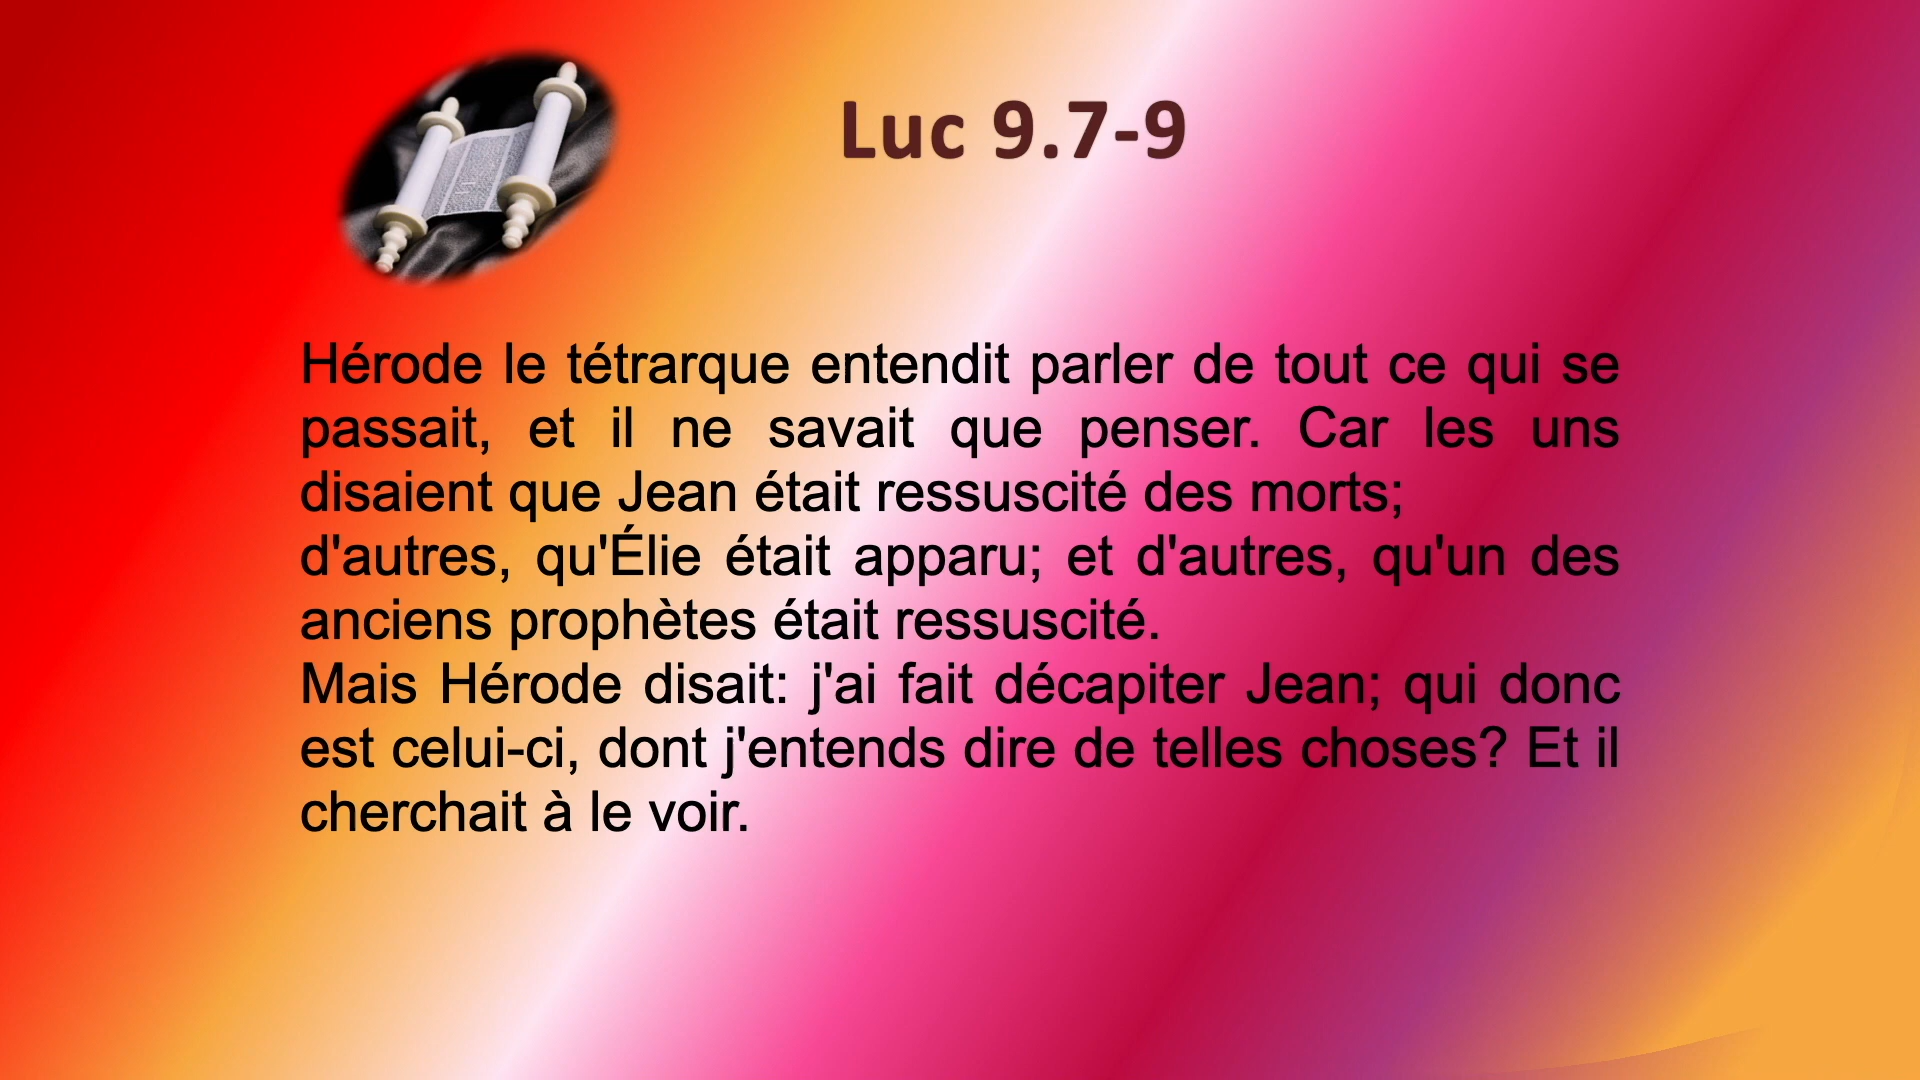 Luc 9.7-9
Hérode le tétrarque entendit parler de tout ce qui se
passait, et il ne savait que penser. Car les uns
disaient que Jean était ressuscité des morts;
d'autres, qu'Élie était apparu; et d'autres, qu'un des
anciens prophètes était ressuscité.
Mais Hérode disait: j'ai fait décapiter Jean; qui donc
est celui-ci, dont j'entends dire de telles choses? Et il
cherchait à le voir.